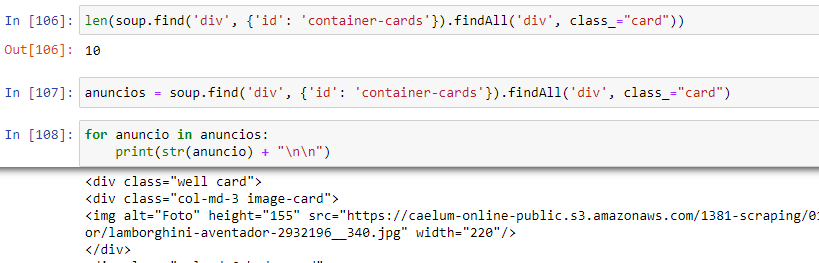 In [106]: len(soup.find('div', {'id': 'container-cards'}).findAll('div', class_="card"))
Out[106]: 10
In [107]: anuncios = soup.find('div', {'id': 'container-cards'}).findAll('div', class_="card")
In [108]: for anuncio in anuncios:
print(str(anuncio) + "\n\n")
<div class="well card">
<div class="col-md-3 image-card">
<img alt="Foto" height="155" src="https://caelum-online-public.s3.amazonaws.com/1381-scraping/01
or/lamborghini-aventador-2932196__340.jpg" width="220"/>
</div>